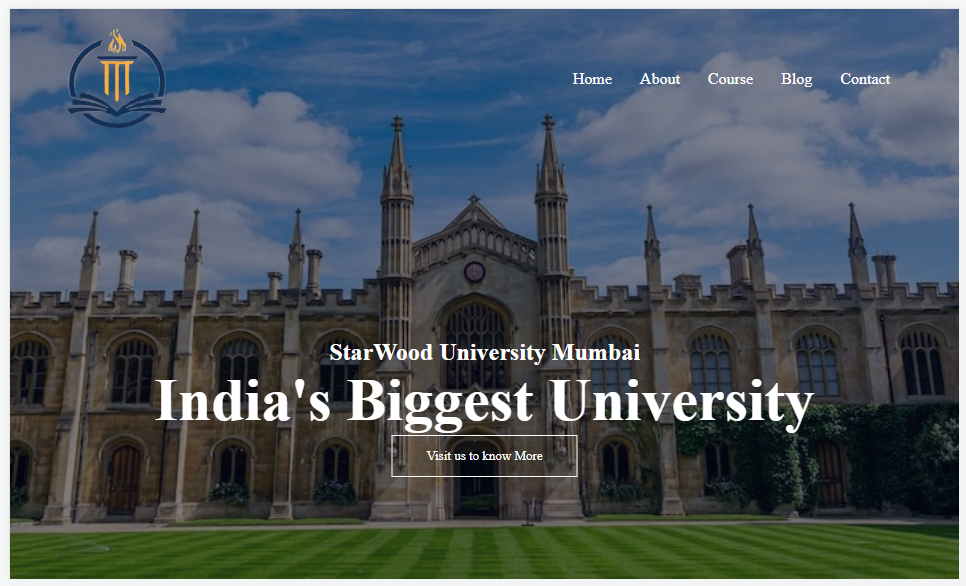 Home About Course Blog Contact
StarWood University Mumbai
India's Biggest University
Visit us to know More